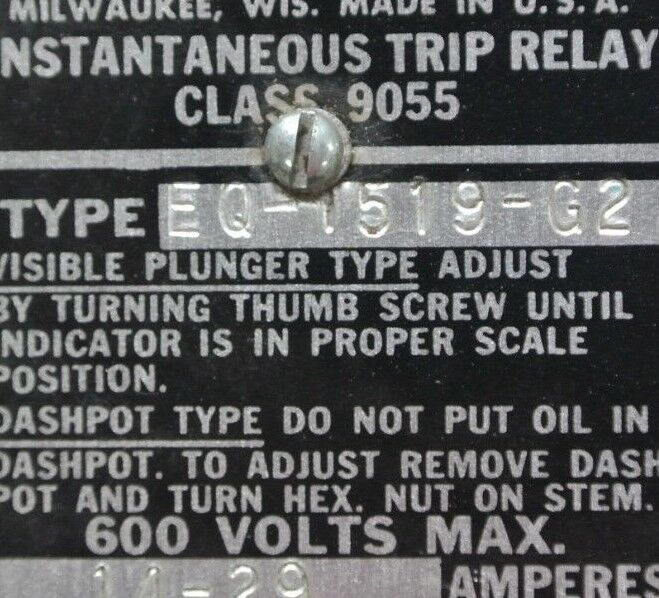 MILWAUKEE, WIS. MADE IN U.S.A.
NSTANTANEOUS TRIP RELAY
CLASS 9055
TYPE EQ-1519-G2
VISIBLE PLUNGER TYPE ADJUST
BY TURNING THUMB SCREW UNTIL
INDICATOR IS IN PROPER SCALE
POSITION.
DASHPOT TYPE DO NOT PUT OIL IN
DASHPOT. TO ADJUST REMOVE DASH
POT AND TURN HEX. NUT ON STEM.
600 VOLTS MAX.
14-29 AMPERES